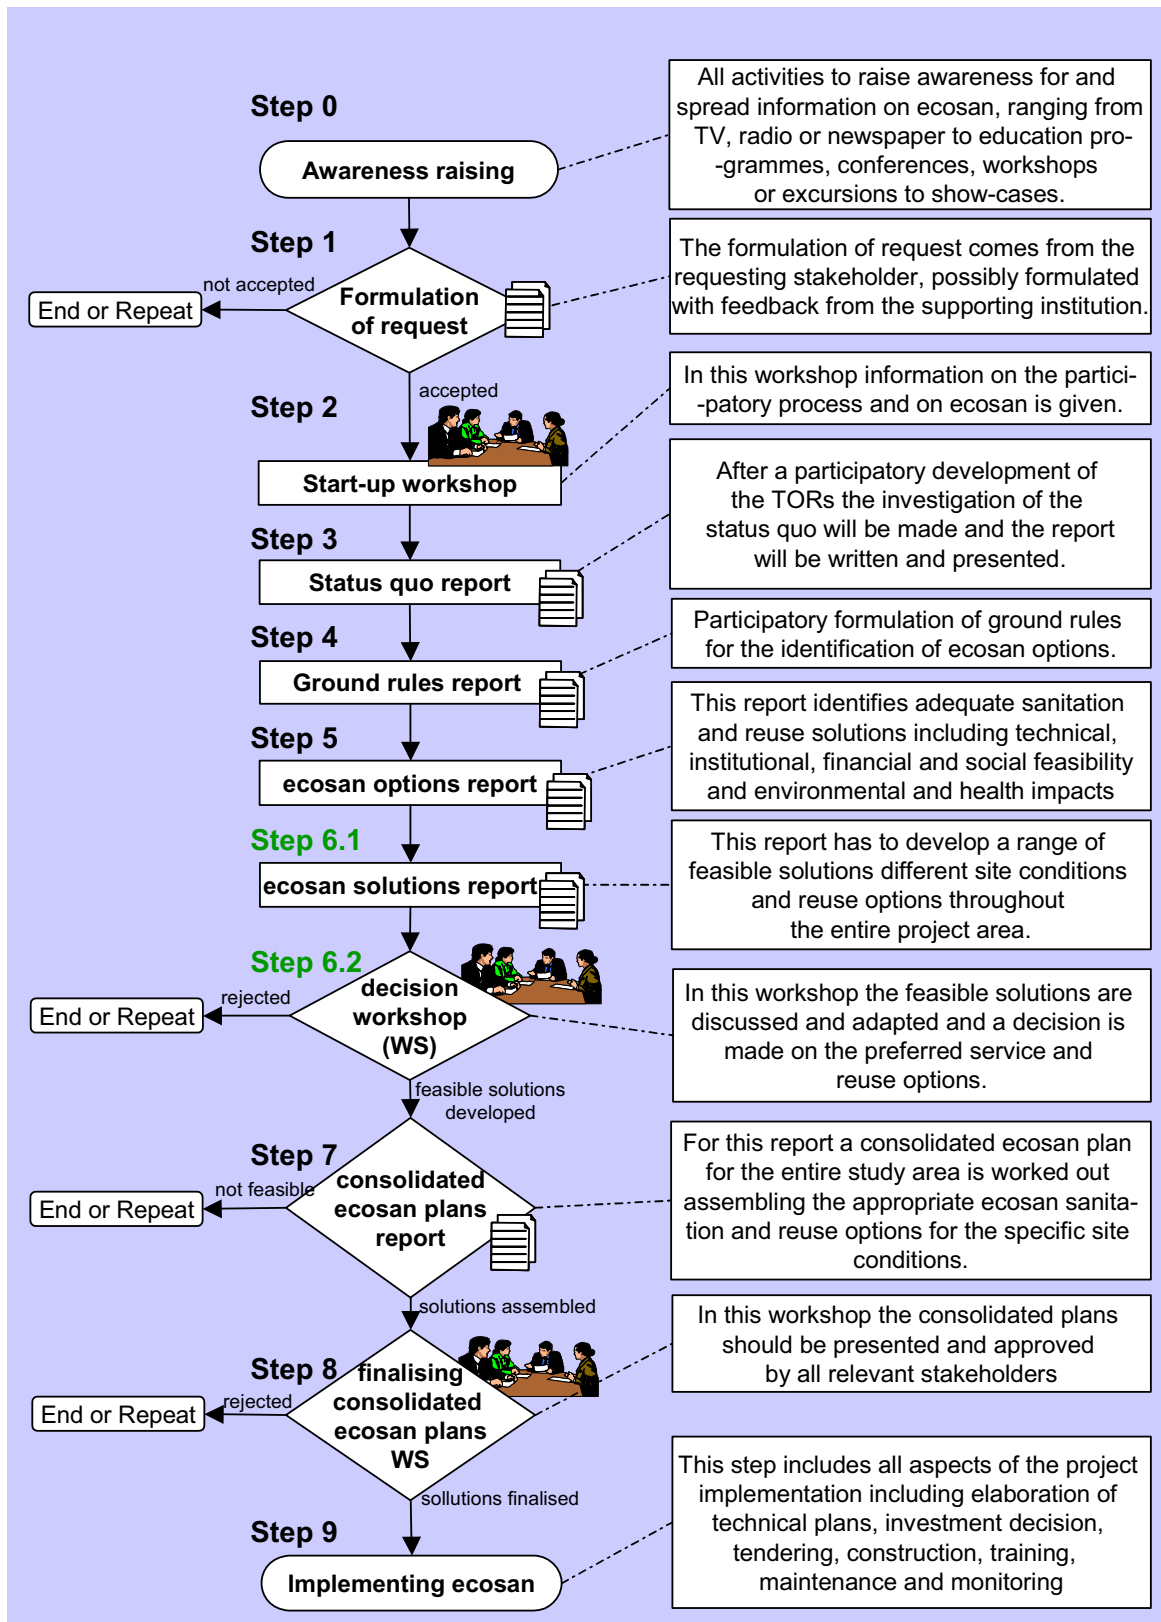 Step 0
Awareness raising
All activities to raise awareness for and
spread information on ecosan, ranging from
TV, radio or newspaper to education pro-
-grammes, conferences, workshops
or excursions to show-cases.
Step 1
not accepted
End or Repeat
Formulation
of request
The formulation of request comes from the
requesting stakeholder, possibly formulated
with feedback from the supporting institution.
accepted
Step 2
Start-up workshop
In this workshop information on the partici-
-patory process and on ecosan is given.
Step 3
Status quo report
After a participatory development of
the TORs the investigation of the
status quo will be made and the report
will be written and presented.
Step 4
Ground rules report
Participatory formulation of ground rules
for the identification of ecosan options.
Step 5
ecosan options report
This report identifies adequate sanitation
and reuse solutions including technical,
institutional, financial and social feasibility
and environmental and health impacts
Step 6.1
ecosan solutions report
This report has to develop a range of
feasible solutions different site conditions
and reuse options throughout
the entire project area.
Step 6.2
rejected
End or Repeat
decision
workshop
(WS)
In this workshop the feasible solutions are
discussed and adapted and a decision is
made on the preferred service and
reuse options.
feasible solutions
developed
Step 7
not feasible
End or Repeat
consolidated
ecosan plans
report
For this report a consolidated ecosan plan
for the entire study area is worked out
assembling the appropriate ecosan sanita-
tion and reuse options for the specific site
conditions.
solutions assembled
Step 8
rejected
End or Repeat
finalising
consolidated
ecosan plans
WS
In this workshop the consolidated plans
should be presented and approved
by all relevant stakeholders
sollutions finalised
Step 9
Implementing ecosan
This step includes all aspects of the project
implementation including elaboration of
technical plans, investment decision,
tendering, construction, training,
maintenance and monitoring